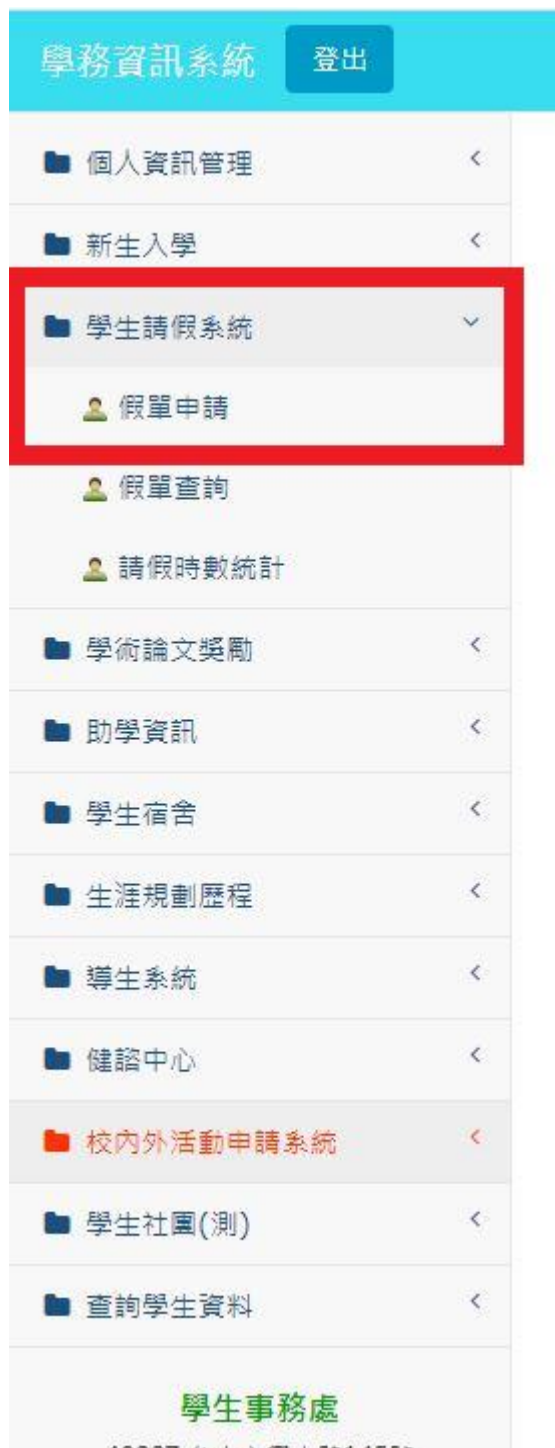 學務資訊系統 登出
個人資訊管理
新生入學
學生請假系統
假單申請
假單查詢
請假時數統計
學術論文獎勵
助學資訊
學生宿舍
生涯規劃歷程
導生系統
健諮中心
校內外活動申請系統
學生社團(測)
查詢學生資料
學生事務處